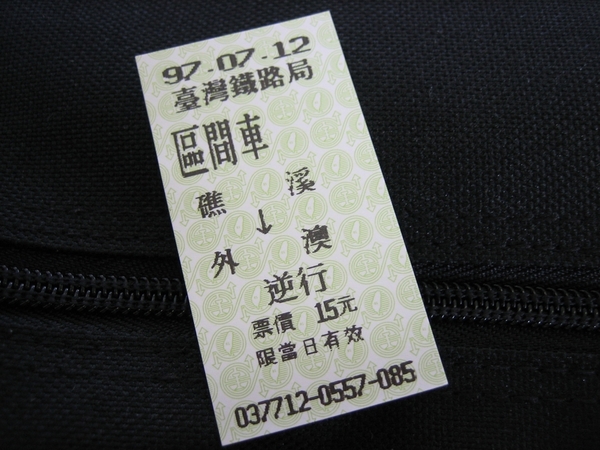 97.07.12
臺灣鐵路局
區間車
礁溪
↓
外澳
逆行
票價 15元
限當日有效
037712-0557-085